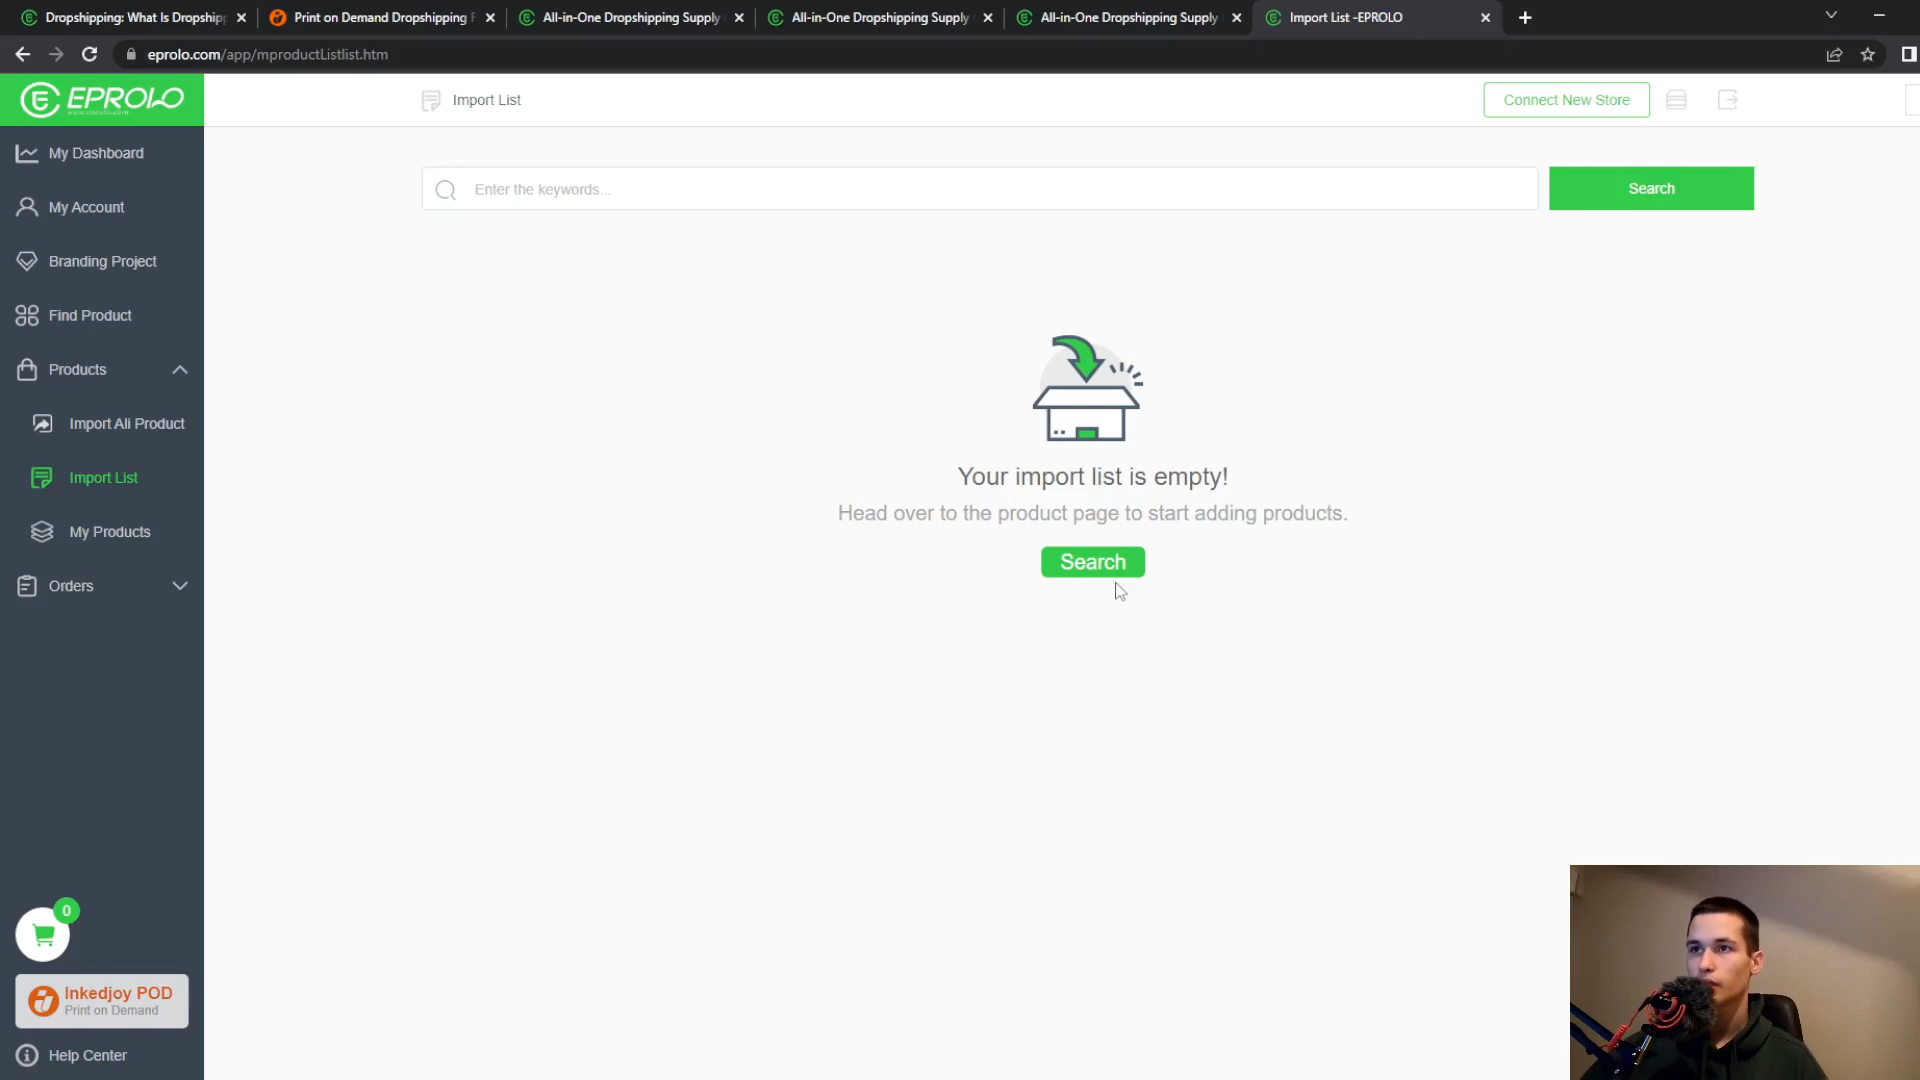 Dropshipping: What Is Dropship
Print on Demand Dropshipping
All-in-One Dropshipping Supply
All-in-One Dropshipping Supply
All-in-One Dropshipping Supply
Import List -EPROLO
eprolo.com/app/mproductListlist.htm
EPROLO
Import List
Connect New Store
My Dashboard
Enter the keywords...
Search
My Account
Branding Project
Find Product
Products
Import Ali Product
Import List
Your import list is empty!
Head over to the product page to start adding products.
My Products
Search
Orders
0
Inkedjoy POD
Print on Demand
Help Center